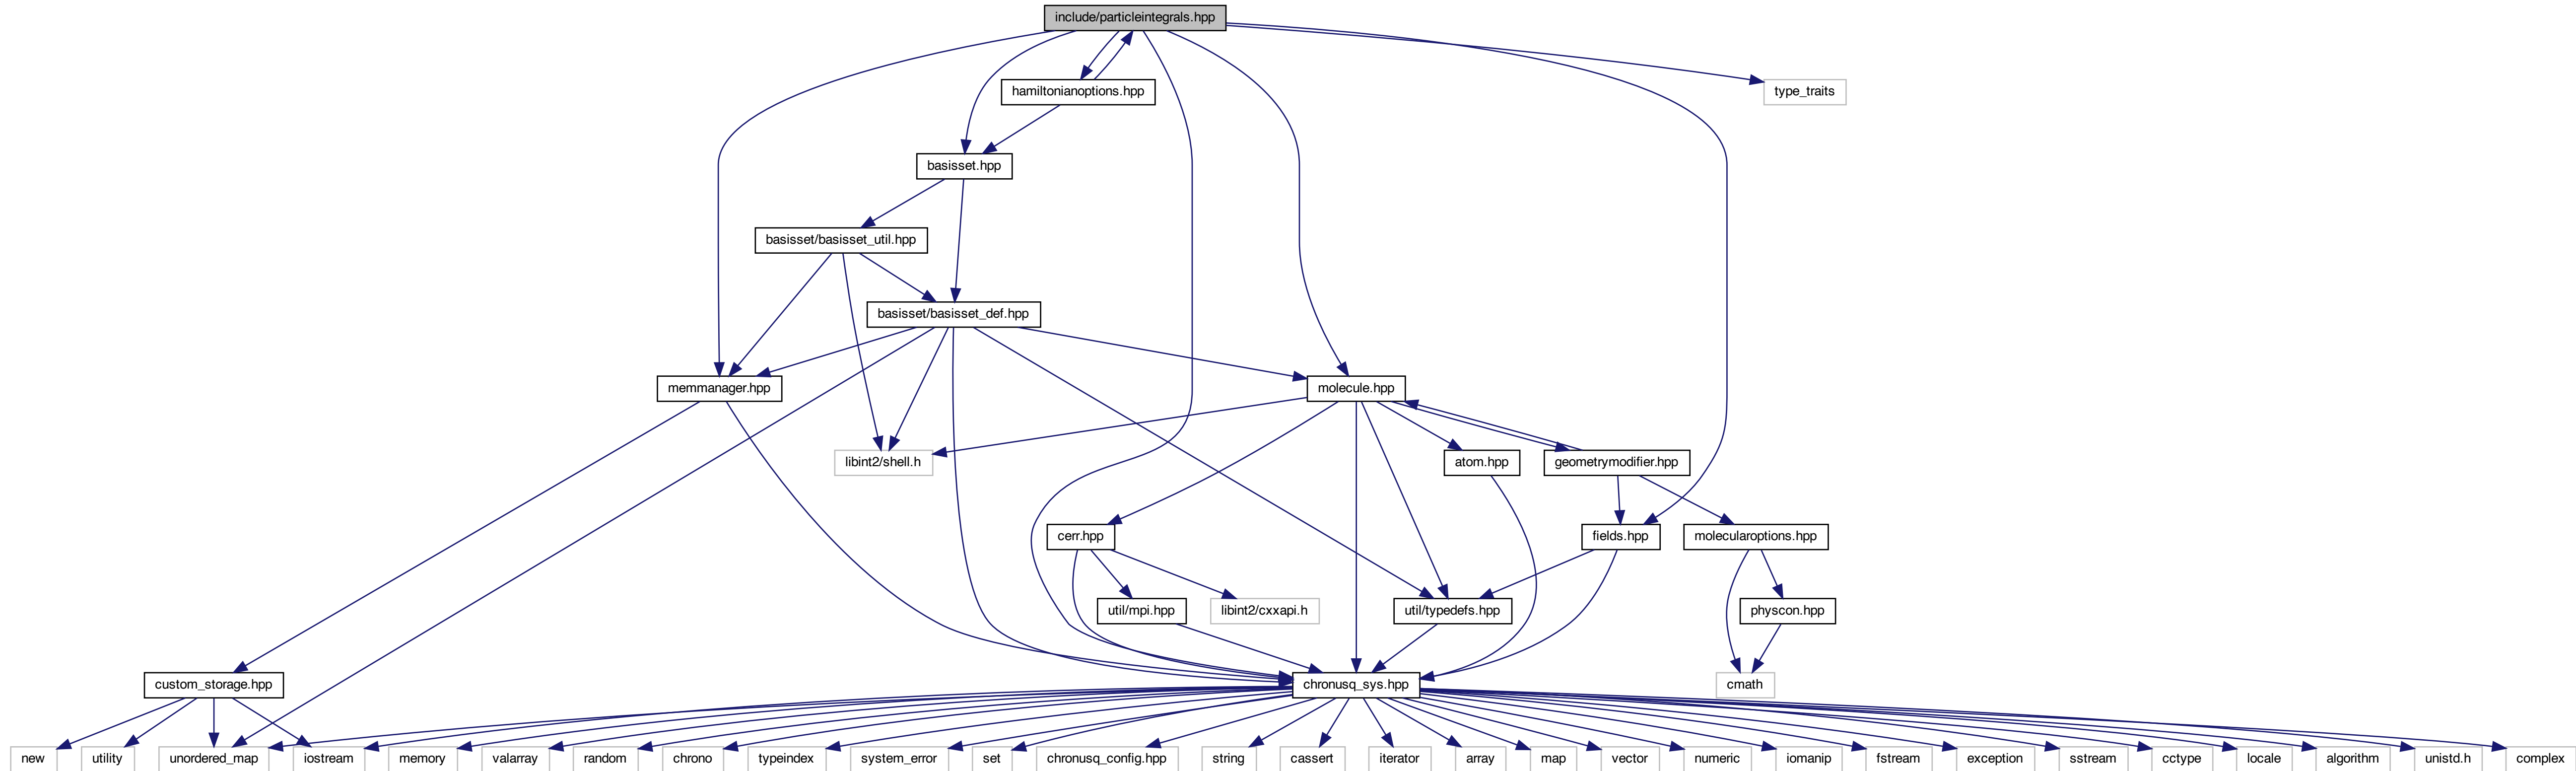 include/particleintegrals.hpp
hamiltonianoptions.hpp
type_traits
basisset.hpp
basisset/basisset_util.hpp
basisset/basisset_def.hpp
memmanager.hpp
molecule.hpp
libint2/shell.h
atom.hpp
geometrymodifier.hpp
cerr.hpp
fields.hpp
molecularoptions.hpp
util/mpi.hpp
libint2/cxxapi.h
util/typedefs.hpp
physcon.hpp
custom_storage.hpp
chronusq_sys.hpp
cmath
new
utility
unordered_map
iostream
memory
valarray
random
chrono
typeindex
system_error
set
chronusq_config.hpp
string
cassert
iterator
array
map
vector
numeric
iomanip
fstream
exception
sstream
cctype
locale
algorithm
unistd.h
complex